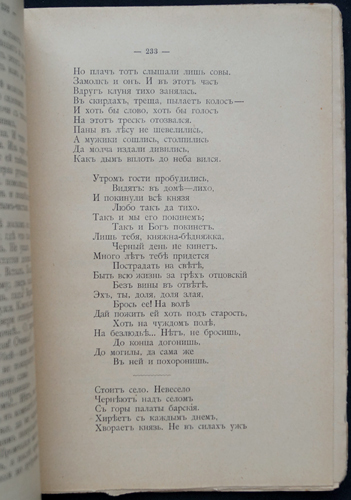 — 233 —
Но плачъ тотъ слышали лишь совы.
Замолкъ и онъ. И въ этотъ часъ
Вдругъ клуня тихо занялась.
Въ скирдахъ, треща, пылаетъ колосъ—
И хоть бы слово, хоть бы голосъ
На этотъ трескъ отозвался.
Паны въ лѣсу не шевелились,
А мужики сошлись, столпились
Да молча издали дивились,
Какъ дымъ вплоть до неба вился.
Утромъ гости пробудились,
Видятъ: въ домѣ—лихо,
И покинули всѣ князя
Любо такъ да тихо.
Такъ и мы его покинемъ;
Такъ и Богъ покинетъ.
Лишь тебя, княжна-бѣдняжка,
Черный день не кинетъ.
Много лѣтъ тебѣ придется
Пострадать на свѣтѣ,
Быть всю жизнь за грѣхъ отцовскій
Безъ вины въ отвѣтѣ.
Эхъ, ты, доля, доля злая.
Брось ее! На волѣ
Дай пожить ей хоть подъ старость,
Хоть на чуждомъ полѣ.
На безлюдьѣ... Нѣтъ, не бросишь,
До конца догонишь.
До могилы, да сама же
Въ ней и похоронишь.
Стоитъ село. Невесело
Чернѣютъ надъ селомъ
Съ горы палаты барскія.
Хирѣетъ съ каждымъ днемъ,
Хвораетъ князь. Не въ силахъ ужъ